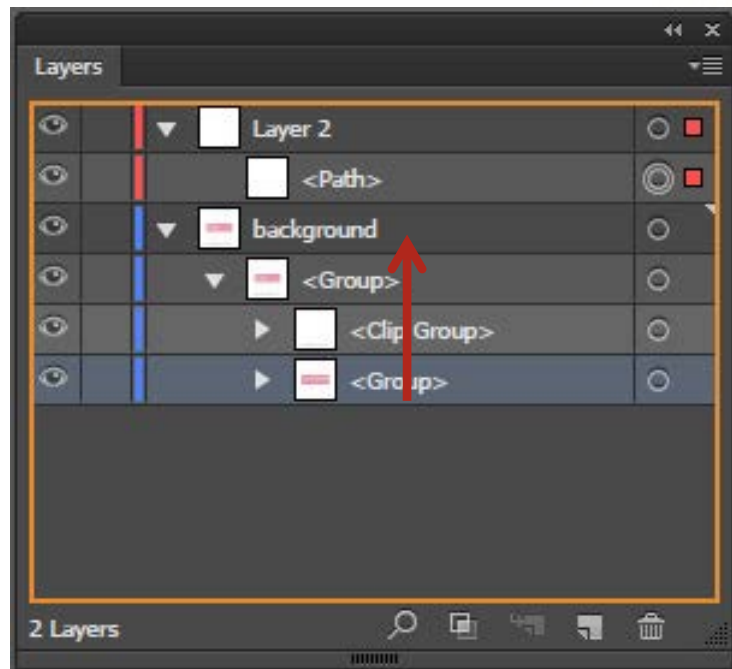 Layers
Layer 2
<Path>
background
<Group>
<Clip Group>
<Group>
2 Layers